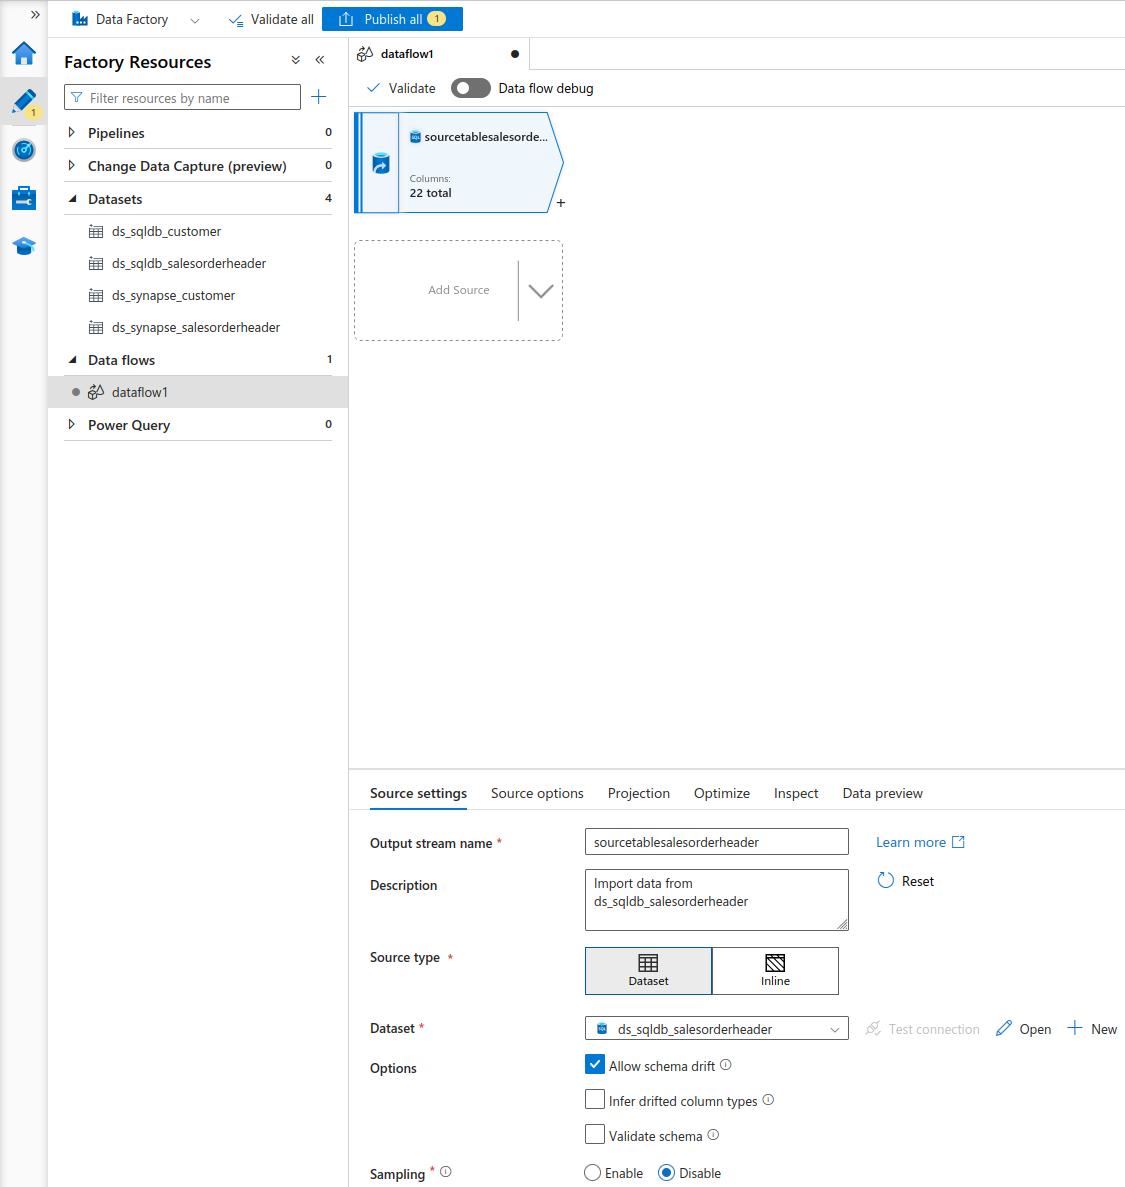 Data Factory
Validate all
Publish all 1
1
Factory Resources
Filter resources by name
Pipelines 0
Change Data Capture (preview) 0
Datasets 4
ds_sqldb_customer
ds_sqldb_salesorderheader
ds_synapse_customer
ds_synapse_salesorderheader
Data flows 1
dataflow1
Power Query 0
dataflow1
Validate
Data flow debug
SQL
sourcetablesalesorde...
Columns:
22 total
+
Add Source
Source settings
Source options
Projection
Optimize
Inspect
Data preview
Output stream name *
sourcetablesalesorderheader
Learn more
Description
Import data from
ds_sqldb_salesorderheader
Reset
Source type *
Dataset
Inline
Dataset *
SQL
ds_sqldb_salesorderheader
Test connection
Open
New
Options
Allow schema drift
Infer drifted column types
Validate schema
Sampling *
Enable
Disable